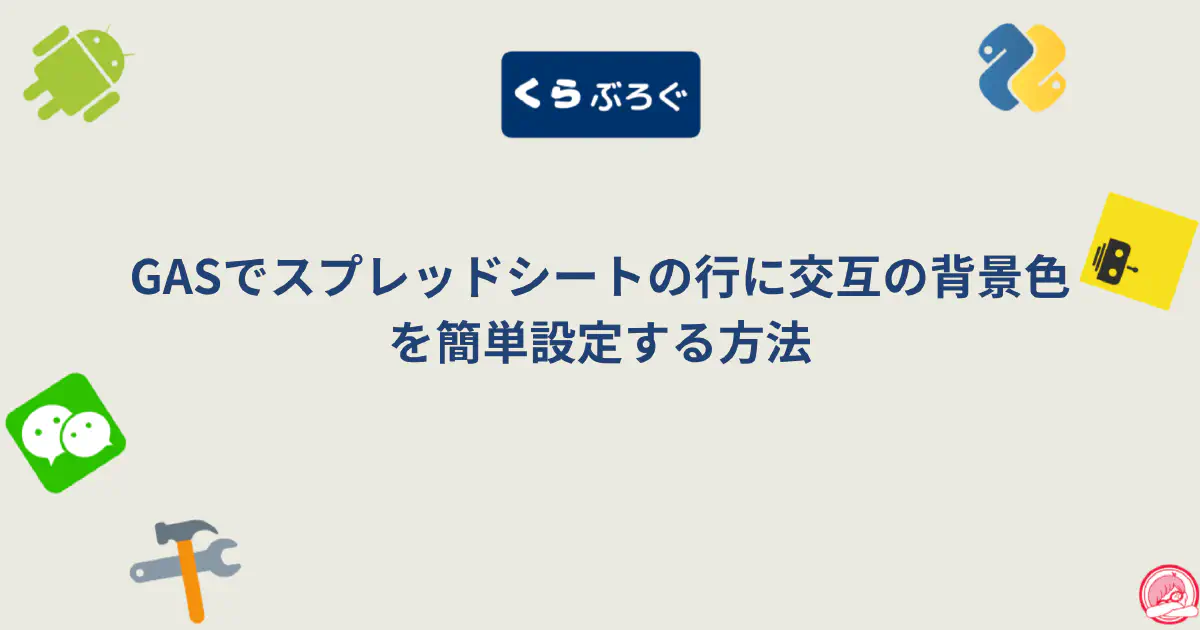 くらぶろぐ
GASでスプレッドシートの行に交互の背景色
を簡単設定する方法